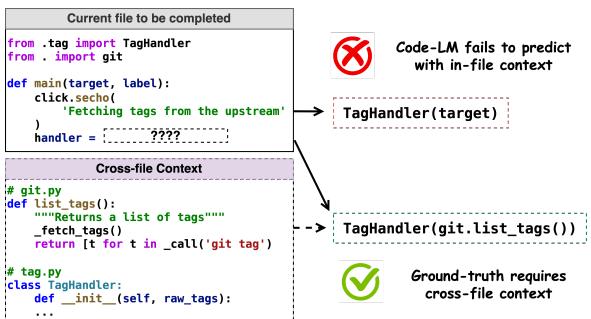 Current file to be completed
from .tag import TagHandler
from . import git
def main(target, label):
click.secho(
'Fetching tags from the upstream'
)
handler = ????
Cross-file Context
# git.py
def list_tags():
"""Returns a list of tags"""
_fetch_tags()
return [t for t in _call('git tag')
# tag.py
class TagHandler:
def __init__(self, raw_tags):
...
Code-LM fails to predict
with in-file context
TagHandler(target)
TagHandler(git.list_tags())
Ground-truth requires
cross-file context